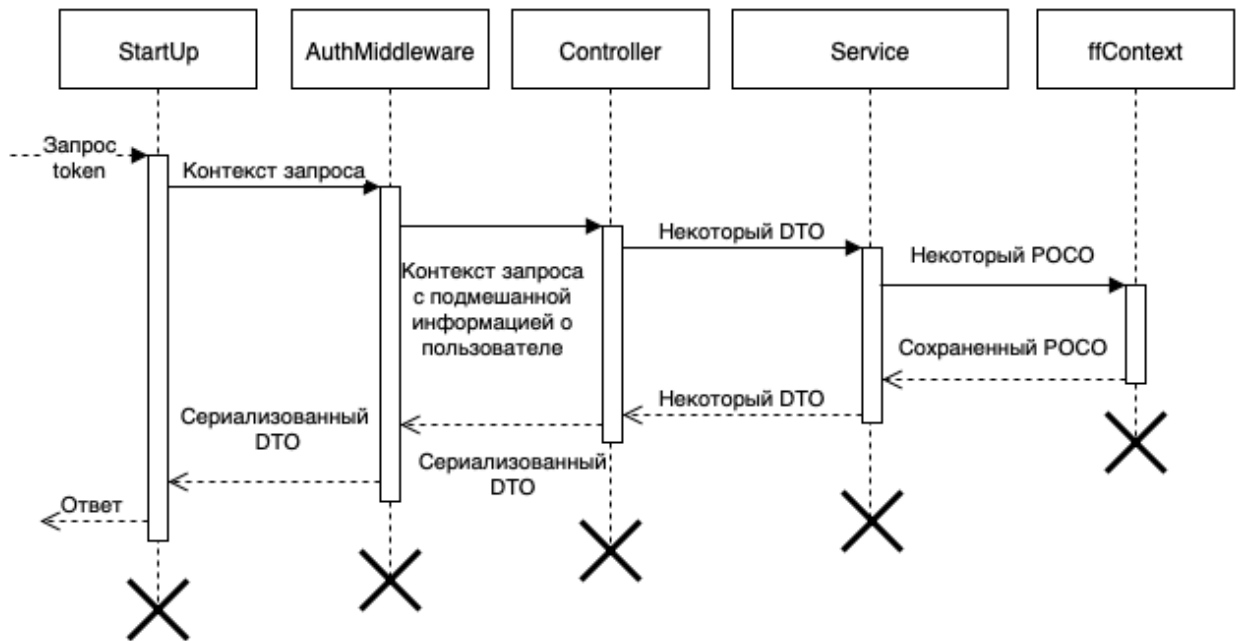 StartUp
AuthMiddleware
Controller
Service
ffContext
Запрос
token
Контекст запроса
Некоторый DTO
Некоторый POCO
Контекст запроса
с подмешанной
информацией о
пользователе
Сохраненный POCO
Некоторый DTO
Сериализованный
DTO
Сериализованный
DTO
Ответ